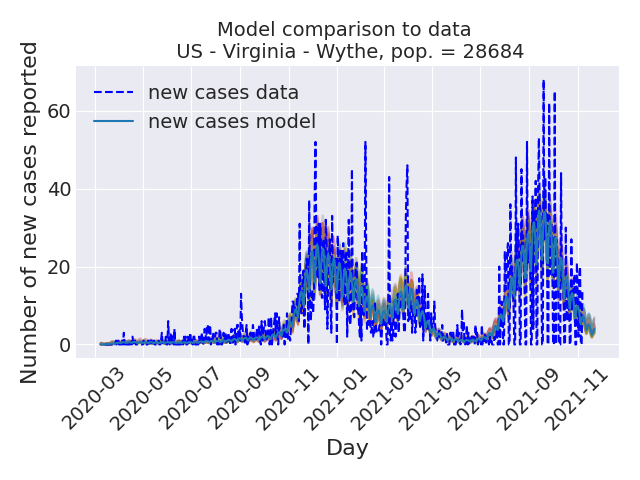 Model comparison to data
US - Virginia - Wythe, pop. = 28684
Number of new cases reported
60
40
20
0
new cases data
new cases model
2020-03
2020-05
2020-07
2020-09
2020-11
2021-01
2021-03
2021-05
2021-07
2021-09
2021-11
Day